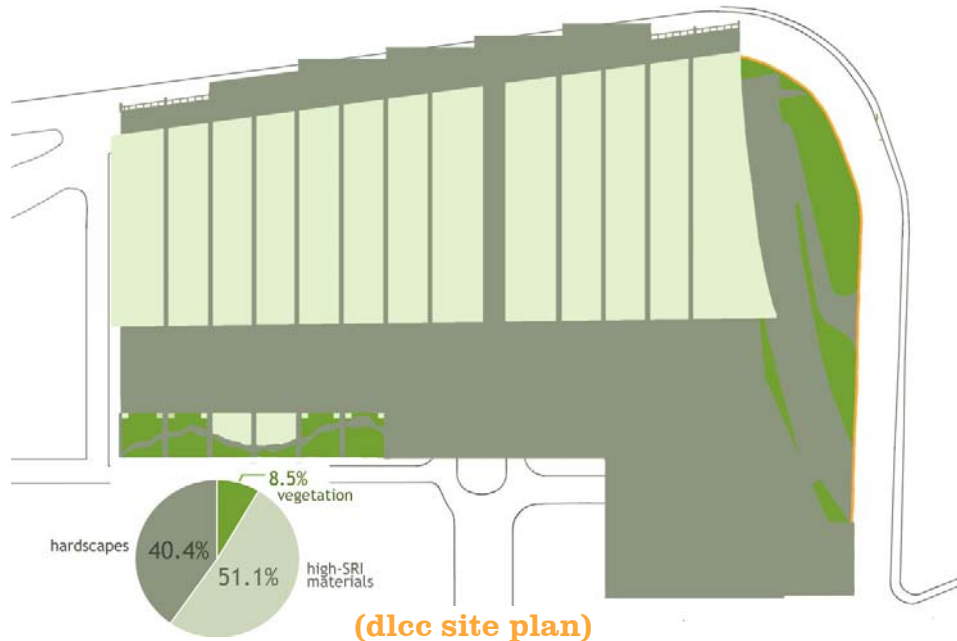 8.5%
vegetation
hardscapes
40.4%
51.1%
high-SRI
materials
(dlcc site plan)